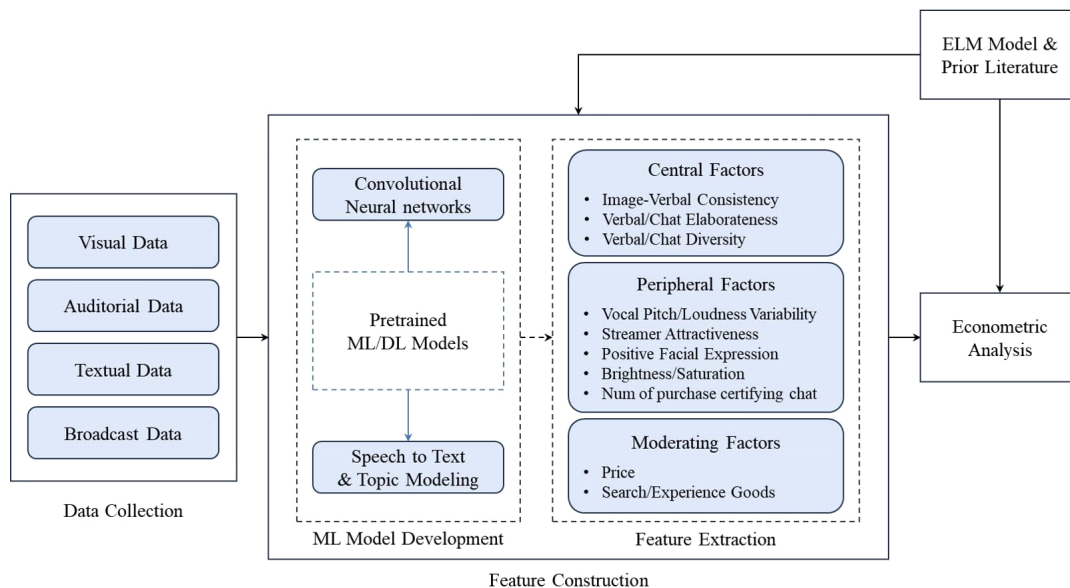 ELM Model &
Prior Literature
Visual Data
Auditorial Data
Textual Data
Broadcast Data
Data Collection
Convolutional
Neural networks
Pretrained
ML/DL Models
Speech to Text
& Topic Modeling
ML Model Development
Central Factors
• Image-Verbal Consistency
• Verbal/Chat Elaborateness
• Verbal/Chat Diversity
Peripheral Factors
• Vocal Pitch/Loudness Variability
• Streamer Attractiveness
• Positive Facial Expression
• Brightness/Saturation
• Num of purchase certifying chat
Moderating Factors
• Price
• Search/Experience Goods
Feature Extraction
Feature Construction
Econometric
Analysis